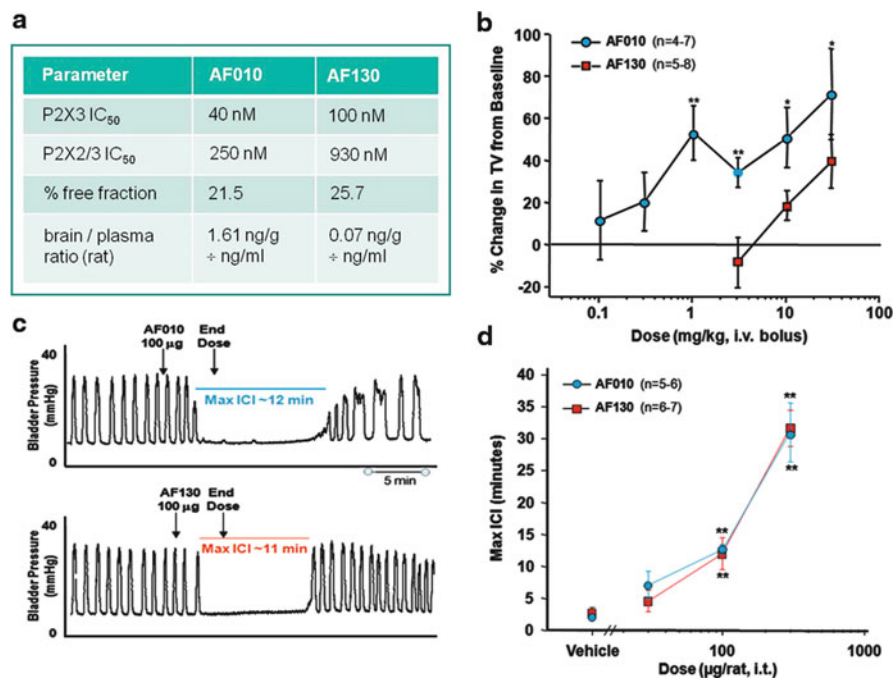 a
Parameter AF010 AF130
P2X3 IC50 40 nM 100 nM
P2X2/3 IC50 250 nM 930 nM
% free fraction 21.5 25.7
brain / plasma ratio (rat) 1.61 ng/g ÷ ng/ml 0.07 ng/g ÷ ng/ml
b
AF010 (n=4-7)
AF130 (n=5-8)
% Change in TV from Baseline
100
80
60
40
20
0
-20
** ** * *
0.1 1 10 100
Dose (mg/kg, i.v. bolus)
c
AF010 End
100 µg Dose
Bladder Pressure
(mmHg)
40
0
Max ICI ~12 min
5 min
AF130 End
100 µg Dose
Bladder Pressure
(mmHg)
40
0
Max ICI ~11 min
d
AF010 (n=5-6)
AF130 (n=6-7)
Max ICI (minutes)
40
35
30
25
20
15
10
5
0
**
**
**
**
Vehicle 100 1000
Dose (µg/rat, i.t.)